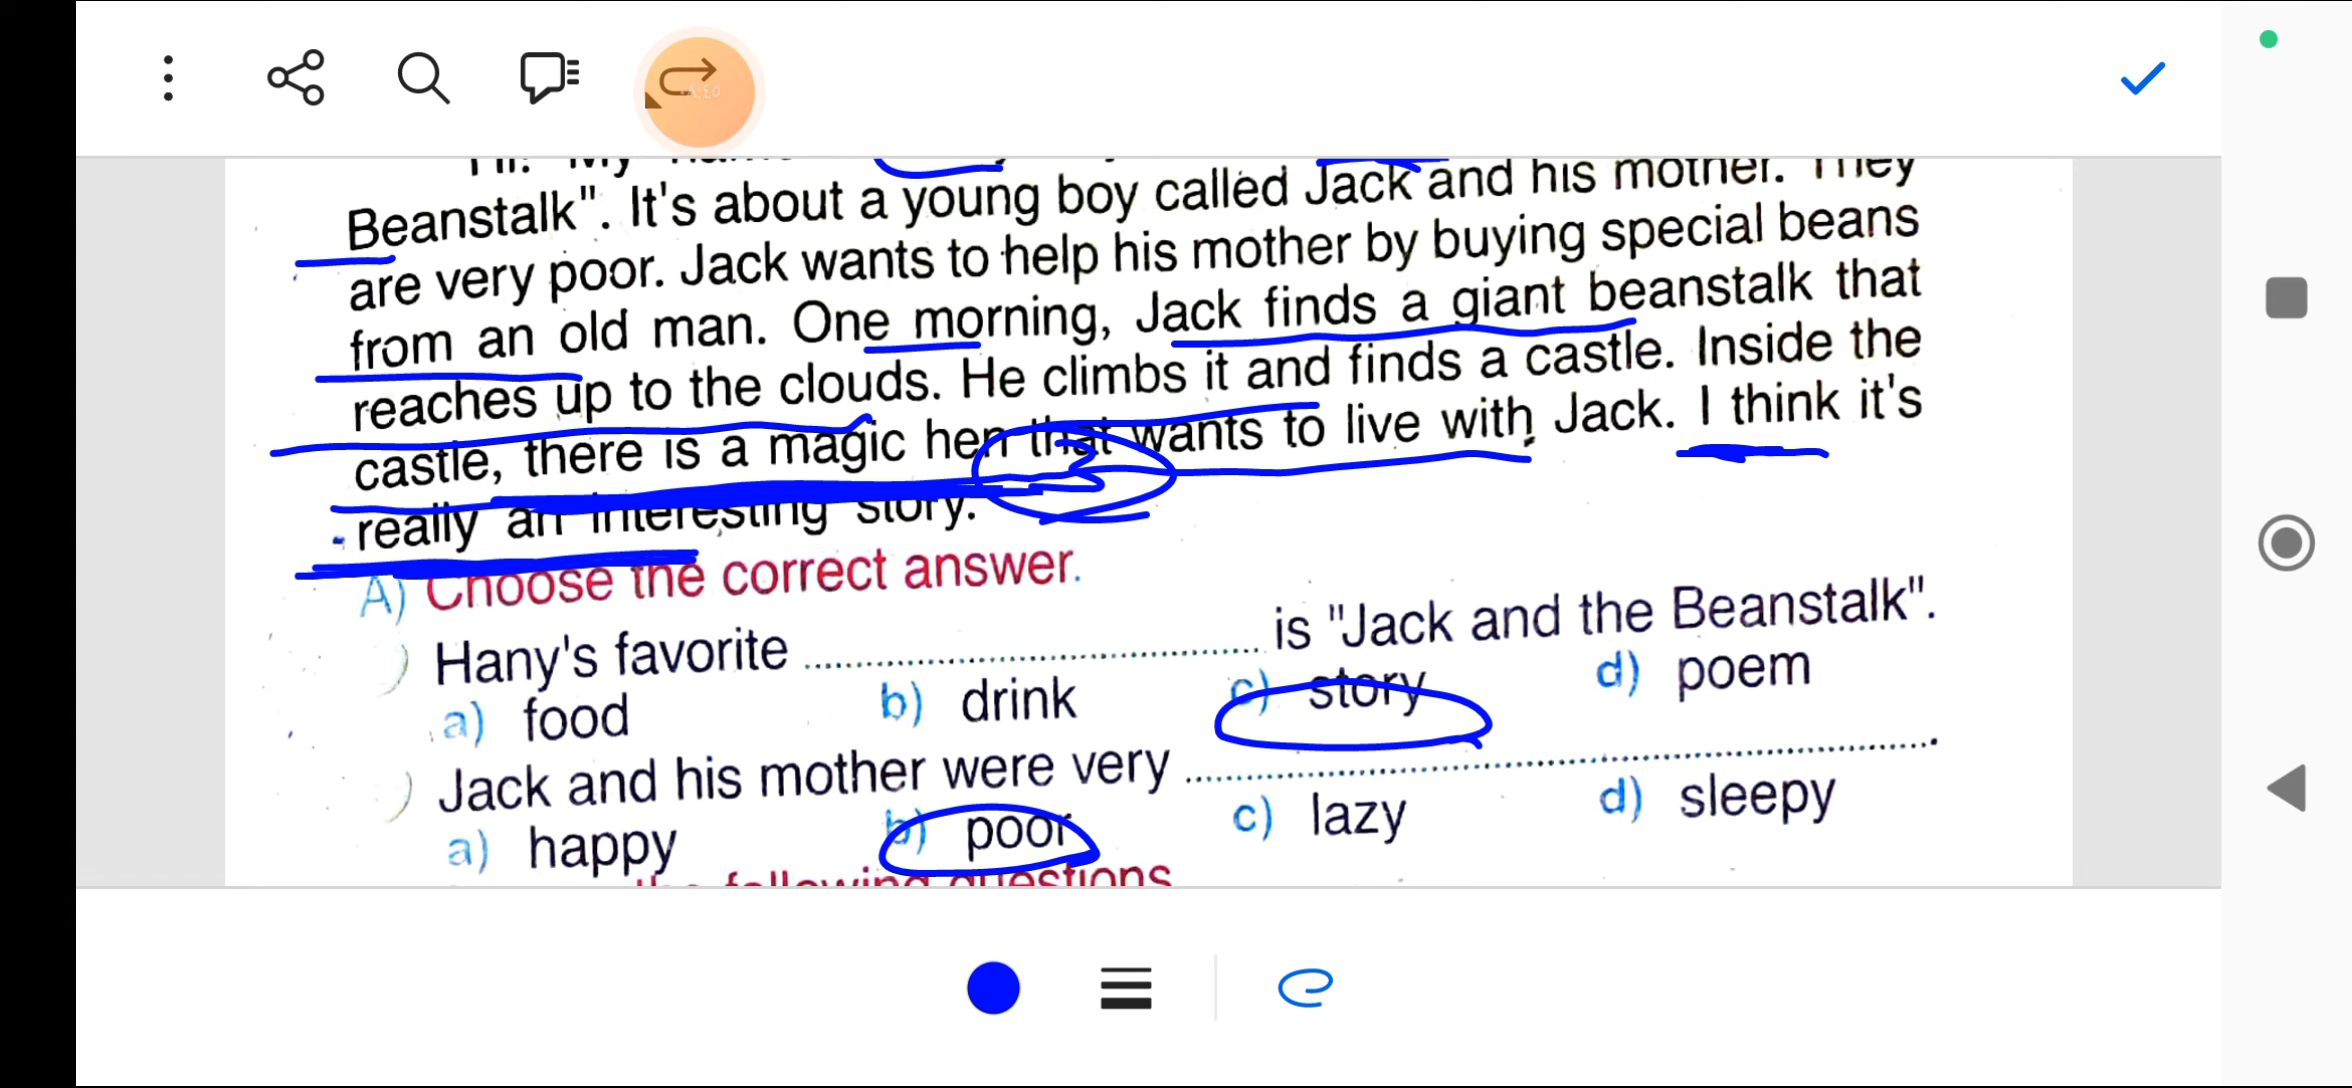 Beanstalk". It's about a young boy called Jack and his mother. They
are very poor. Jack wants to help his mother by buying special beans
from an old man. One morning, Jack finds a giant beanstalk that
reaches up to the clouds. He climbs it and finds a castle. Inside the
castle, there is a magic hen that wants to live with Jack. I think it's
really an interesting story.
A) Choose the correct answer.
) Hany's favorite ........................................ is "Jack and the Beanstalk".
a) food b) drink c) story d) poem
) Jack and his mother were very ........................................ .
a) happy b) poor c) lazy d) sleepy
following questions